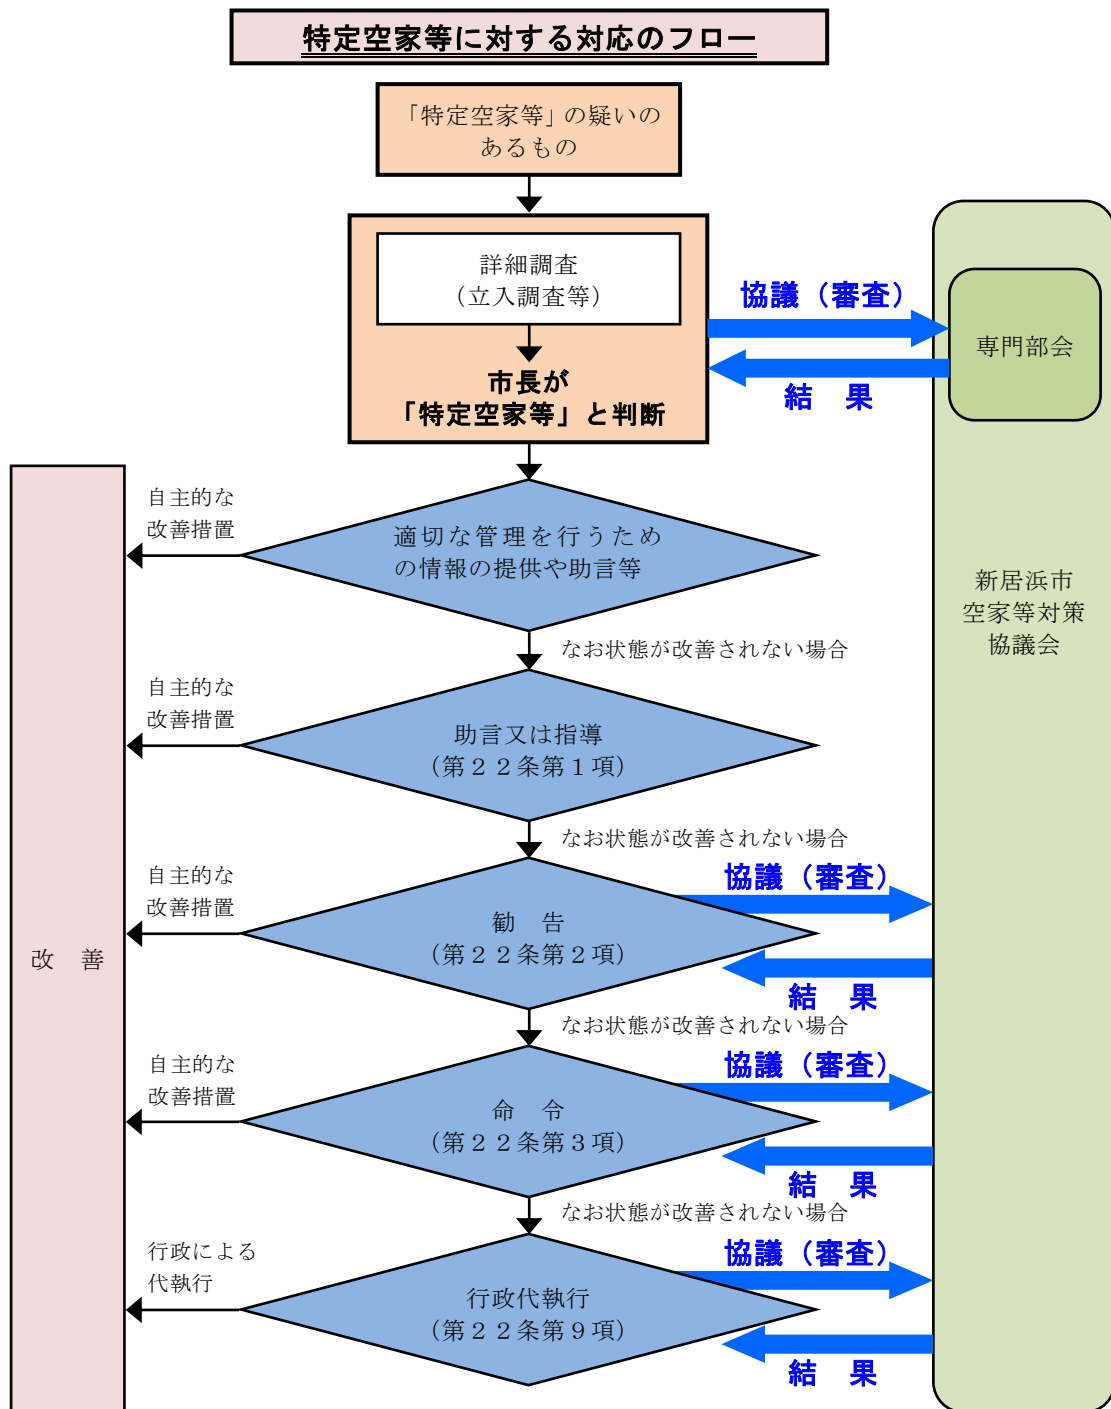 特定空家等に対する対応のフロー
「特定空家等」の疑いの
あるもの
詳細調査
（立入調査等）
市長が
「特定空家等」と判断
協議（審査）
結　果
専門部会
新居浜市
空家等対策
協議会
自主的な
改善措置
適切な管理を行うため
の情報の提供や助言等
なお状態が改善されない場合
自主的な
改善措置
助言又は指導
（第２２条第１項）
なお状態が改善されない場合
自主的な
改善措置
勧　告
（第２２条第２項）
協議（審査）
結　果
改　善
なお状態が改善されない場合
自主的な
改善措置
命　令
（第２２条第３項）
協議（審査）
結　果
なお状態が改善されない場合
行政による
代執行
行政代執行
（第２２条第９項）
協議（審査）
結　果